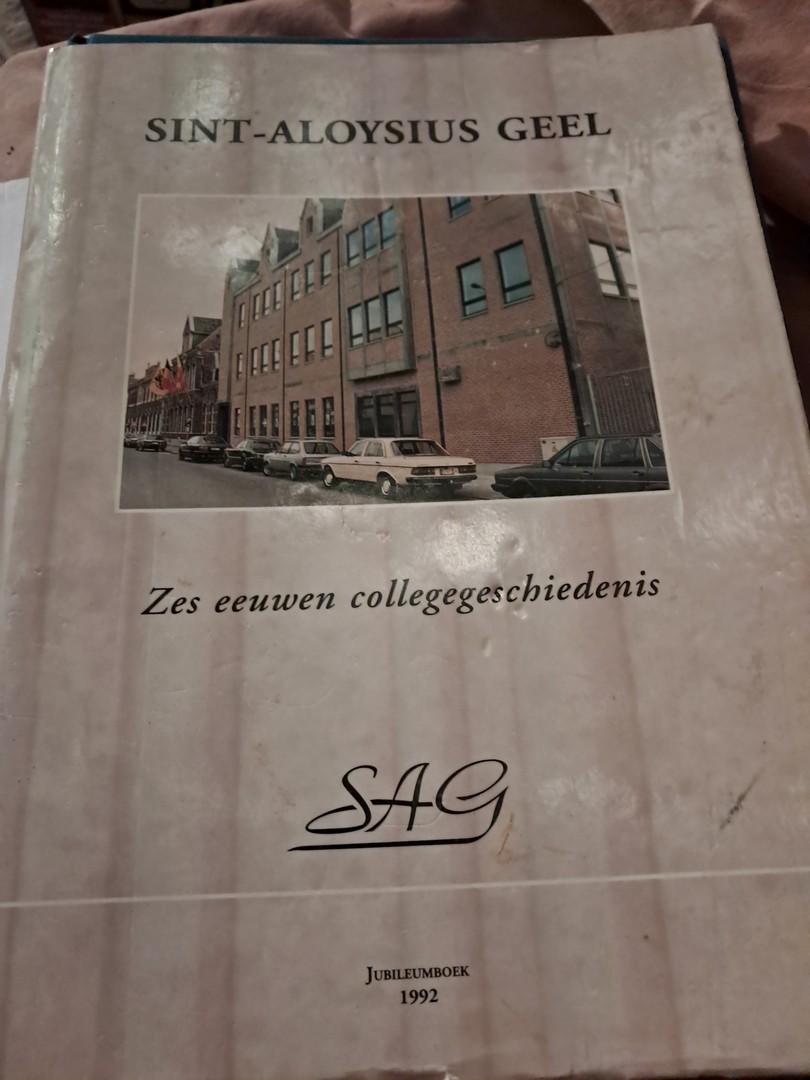 SINT-ALOYSIUS GEEL
Zes eeuwen collegegeschiedenis
SAG
JUBILEUMBOEK
1992